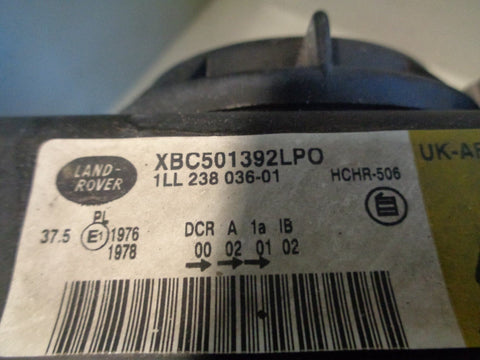 LAND-
ROVER
XBC501392LPO
1LL 238 036-01
HCHR-506
UK-AF
PL
37.5 E1 1976
1978
DCR A 1a IB
00 02 01 02